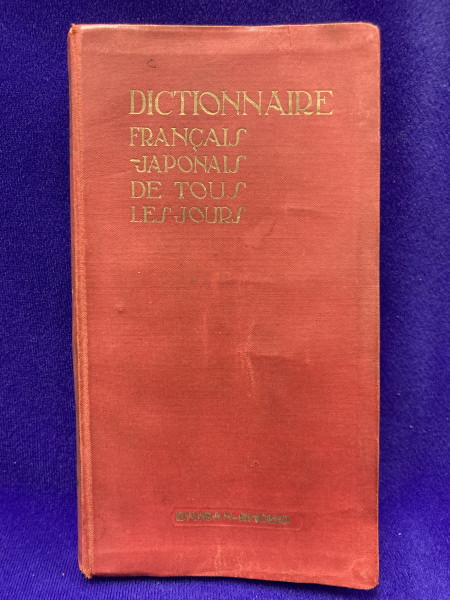 DICTIONNAIRE
FRANÇAIS
-JAPONAIS
DE TOUS
LES-JOURS